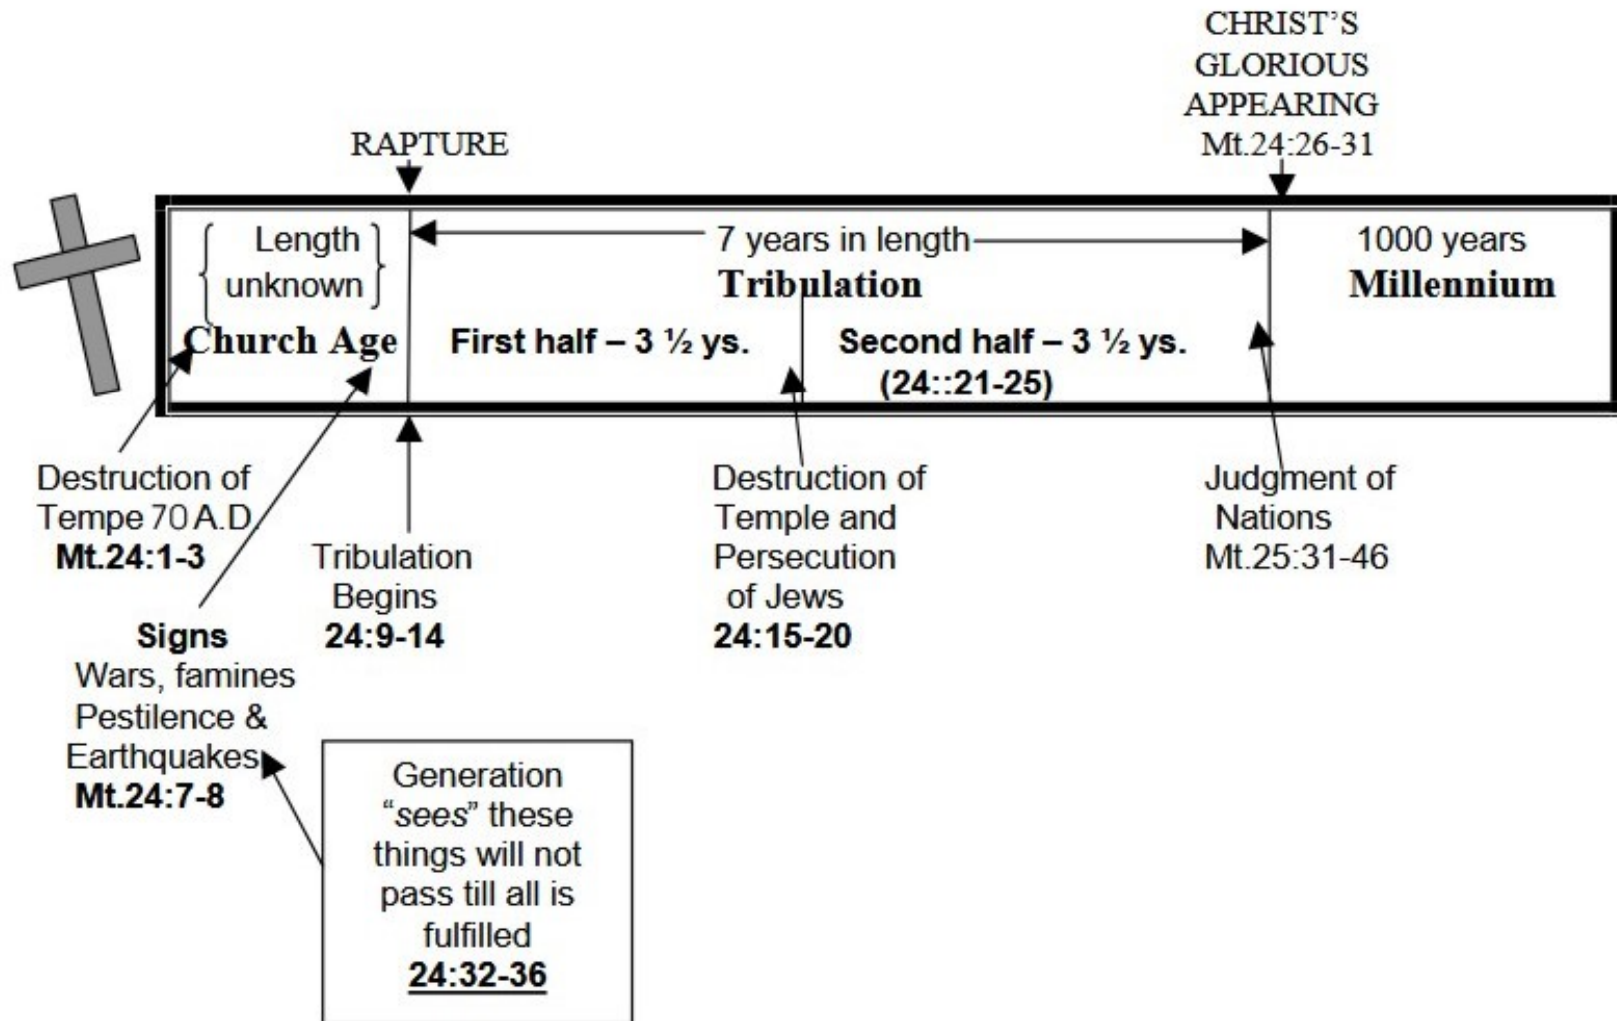 CHRIST'S
GLORIOUS
APPEARING
Mt.24:26-31
RAPTURE
Length
unknown
Church Age
7 years in length
Tribulation
First half – 3 ½ ys.
Second half – 3 ½ ys.
(24::21-25)
1000 years
Millennium
Destruction of
Tempe 70 A.D.
Mt.24:1-3
Signs
Wars, famines
Pestilence &
Earthquakes
Mt.24:7-8
Tribulation
Begins
24:9-14
Destruction of
Temple and
Persecution
of Jews
24:15-20
Judgment of
Nations
Mt.25:31-46
Generation
“sees” these
things will not
pass till all is
fulfilled
24:32-36